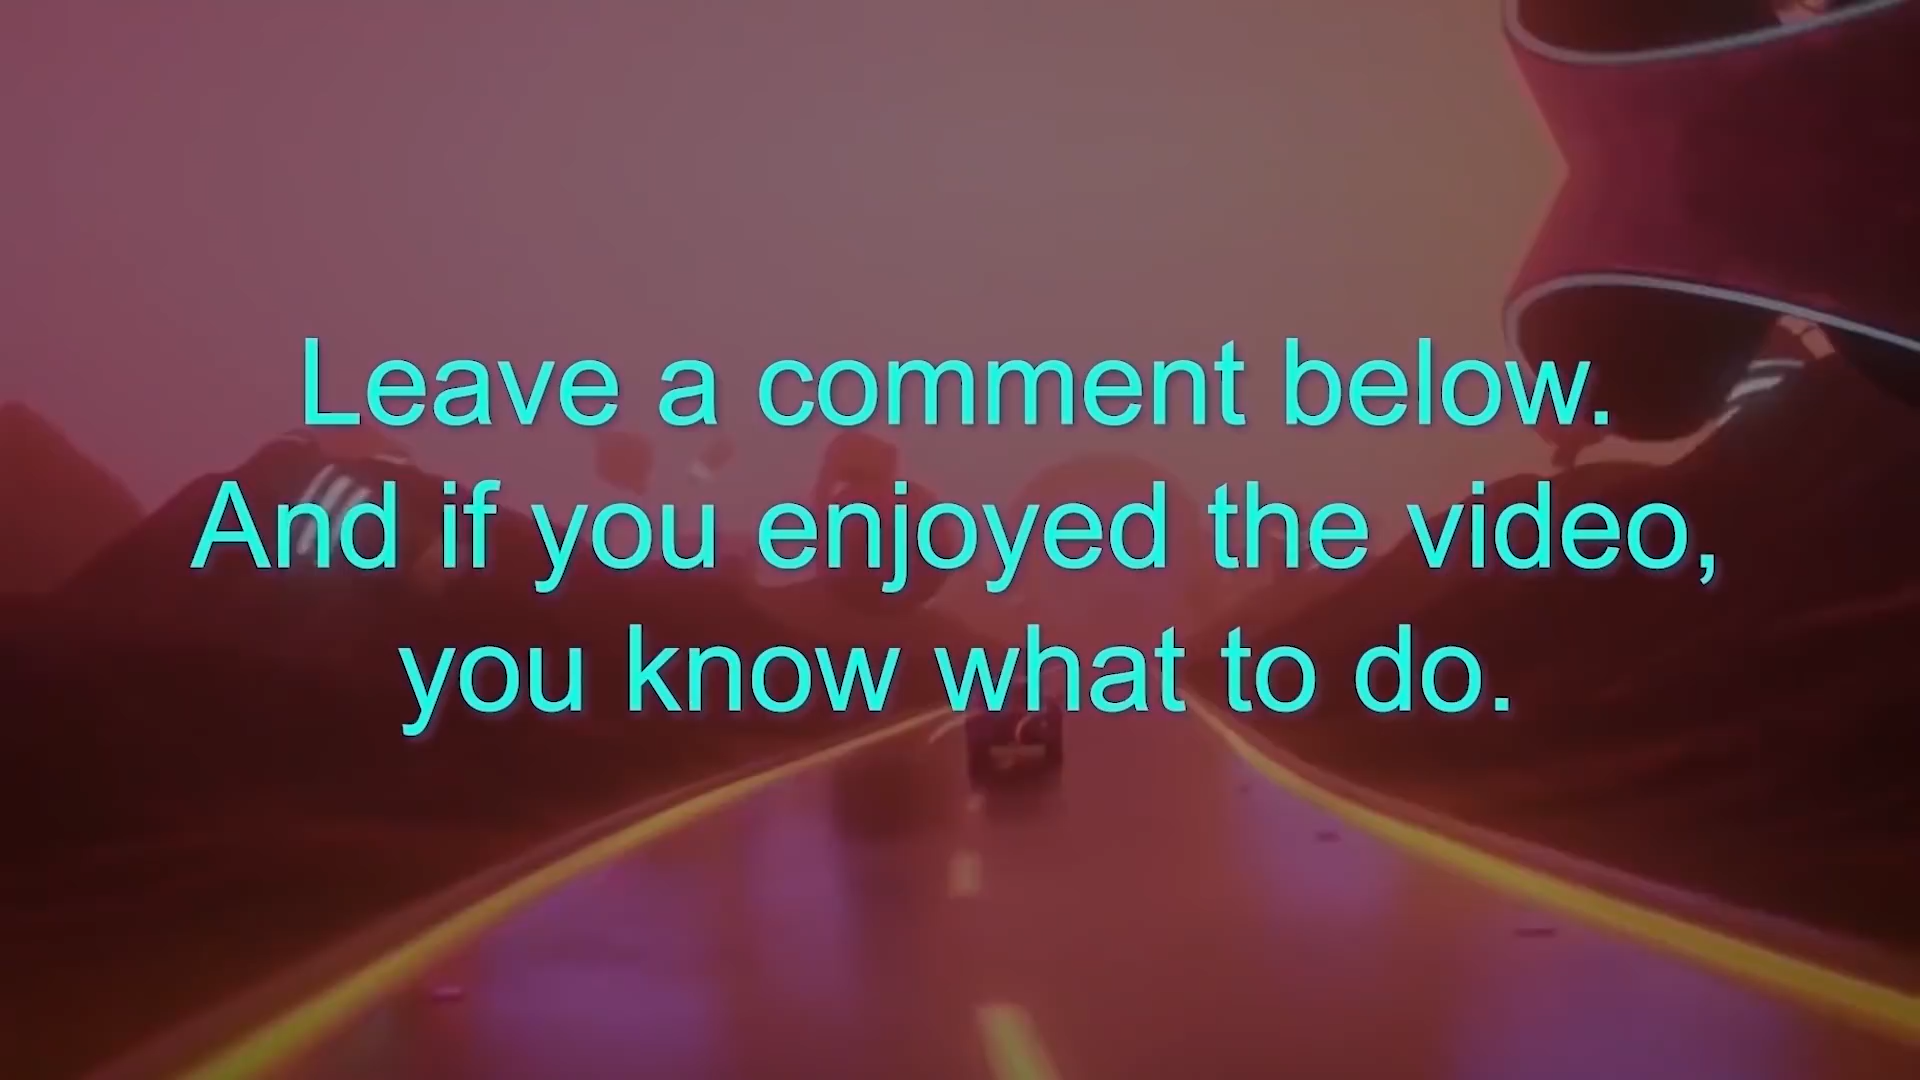 Leave a comment below.
And if you enjoyed the video,
you know what to do.